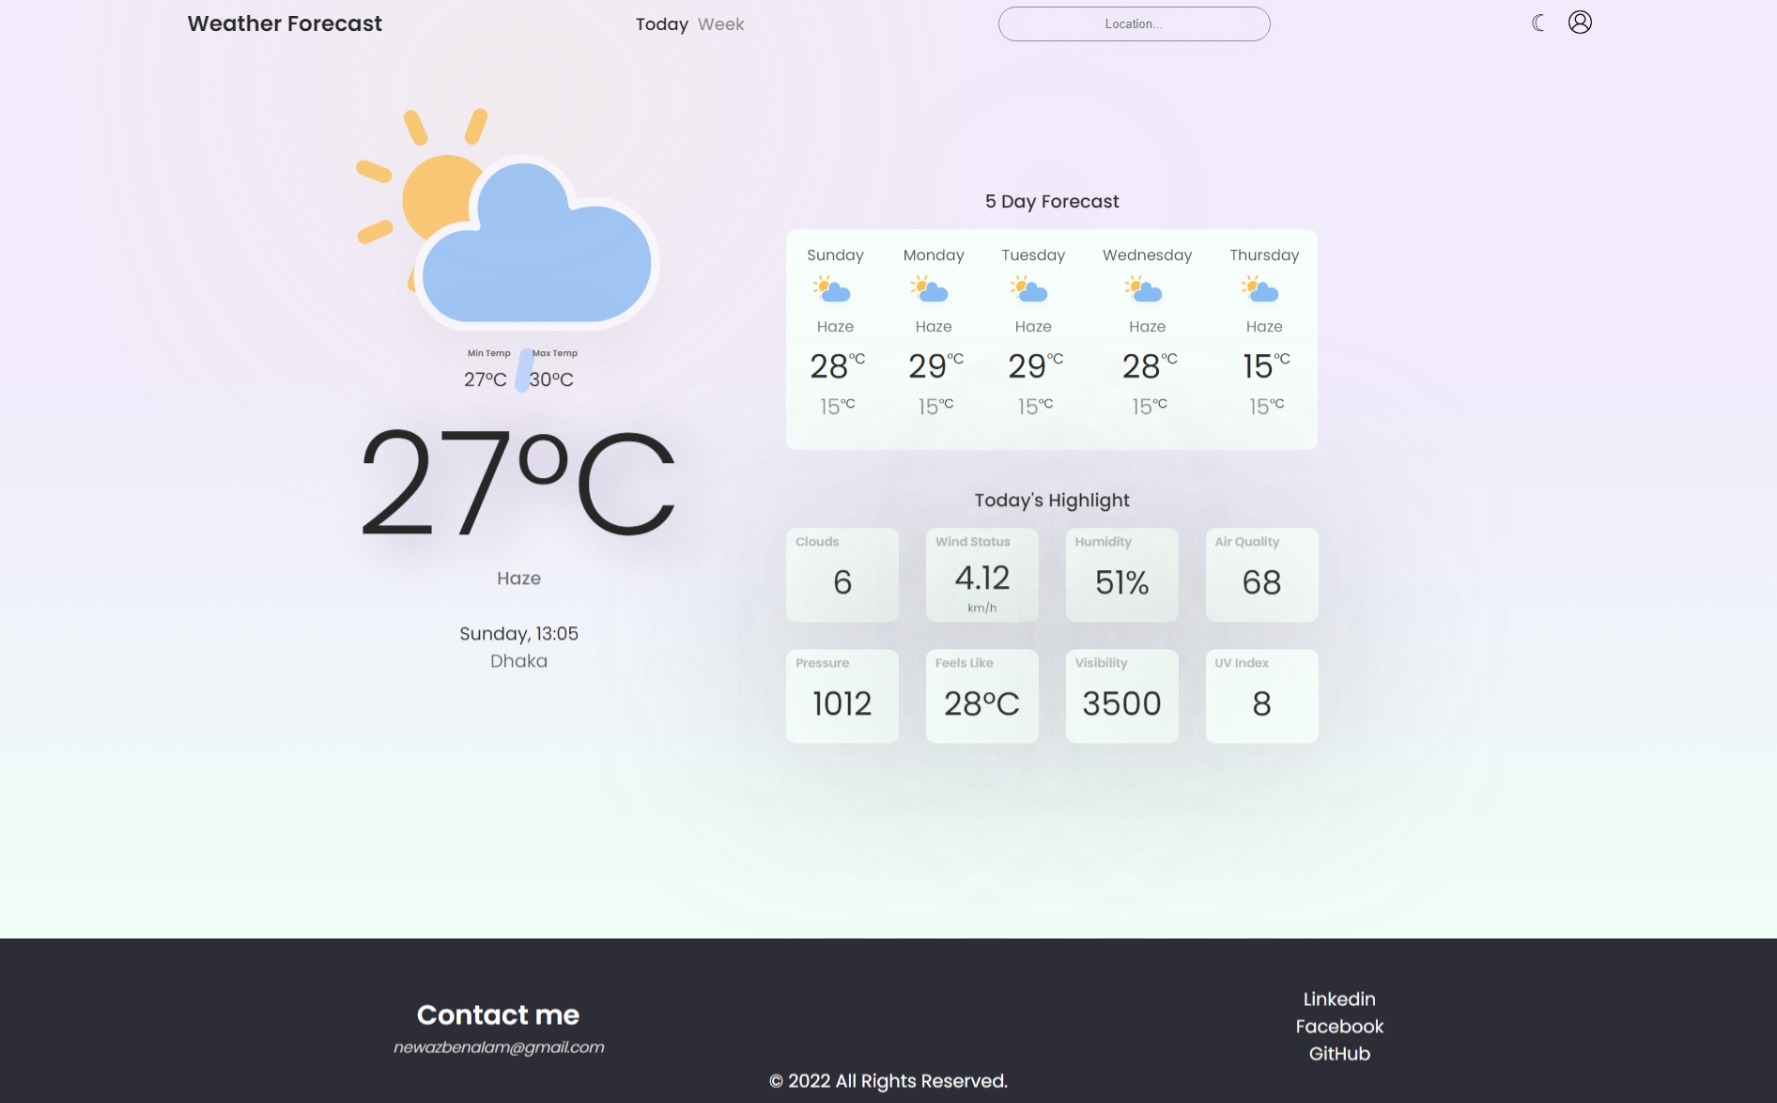 Weather Forecast
Today Week
Location...
Min Temp Max Temp
27°C 30°C
27°C
Haze
Sunday, 13:05
Dhaka
5 Day Forecast
Sunday Monday Tuesday Wednesday Thursday
Haze Haze Haze Haze Haze
28°C 29°C 29°C 28°C 15°C
15°C 15°C 15°C 15°C 15°C
Today's Highlight
Clouds Wind Status Humidity Air Quality
6 4.12 51% 68
km/h
Pressure Feels Like Visibility UV Index
1012 28°C 3500 8
Contact me
newazbenalam@gmail.com
Linkedin
Facebook
GitHub
© 2022 All Rights Reserved.